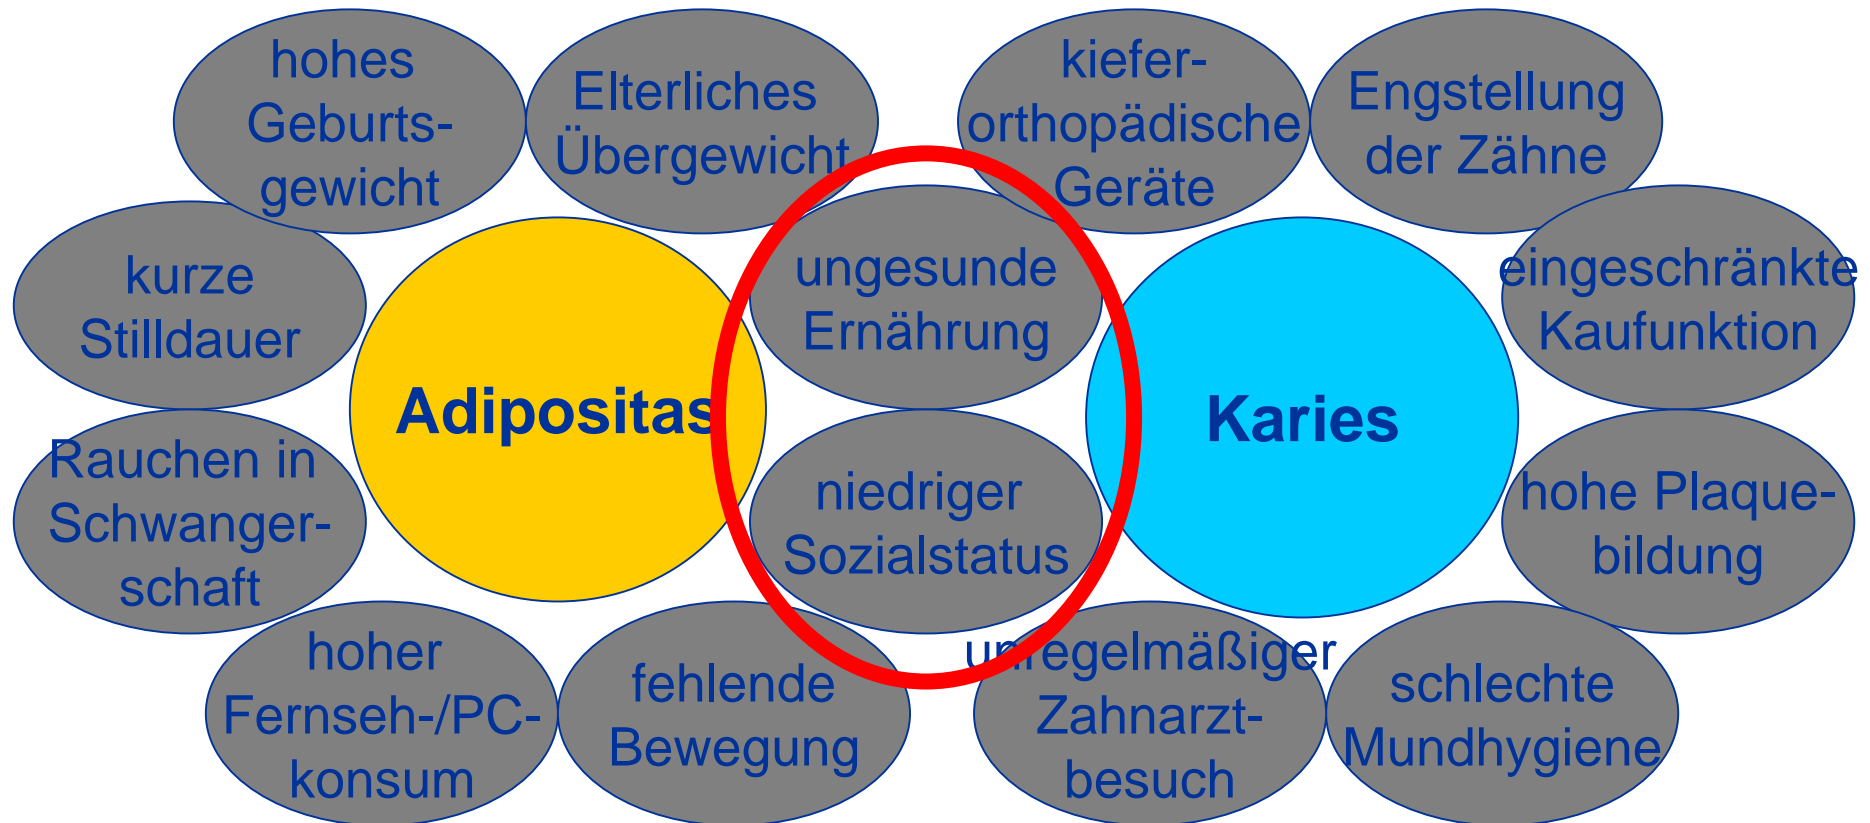 hohes
Geburts-
gewicht
Elterliches
Übergewicht
kiefer-
orthopädische
Geräte
Engstellung
der Zähne
kurze
Stilldauer
ungesunde
Ernährung
eingeschränkte
Kaufunktion
Adipositas
Karies
Rauchen in
Schwanger-
schaft
niedriger
Sozialstatus
hohe Plaque-
bildung
hoher
Fernseh-/PC-
konsum
fehlende
Bewegung
unregelmäßiger
Zahnarzt-
besuch
schlechte
Mundhygiene